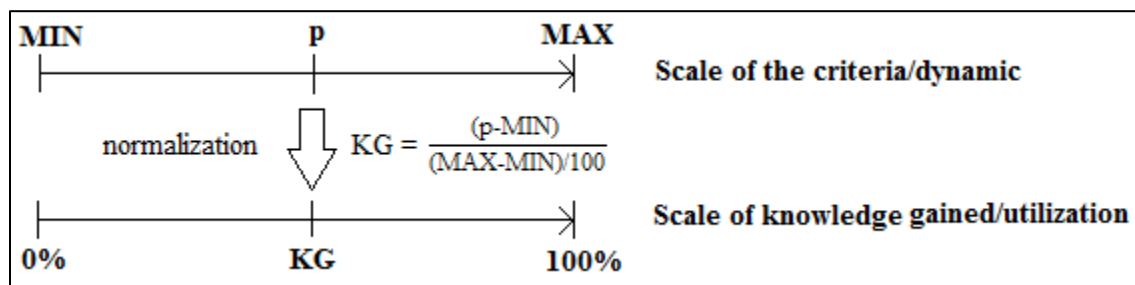 MIN p MAX
Scale of the criteria/dynamic
normalization KG = (p-MIN)
(MAX-MIN)/100
Scale of knowledge gained/utilization
0% KG 100%